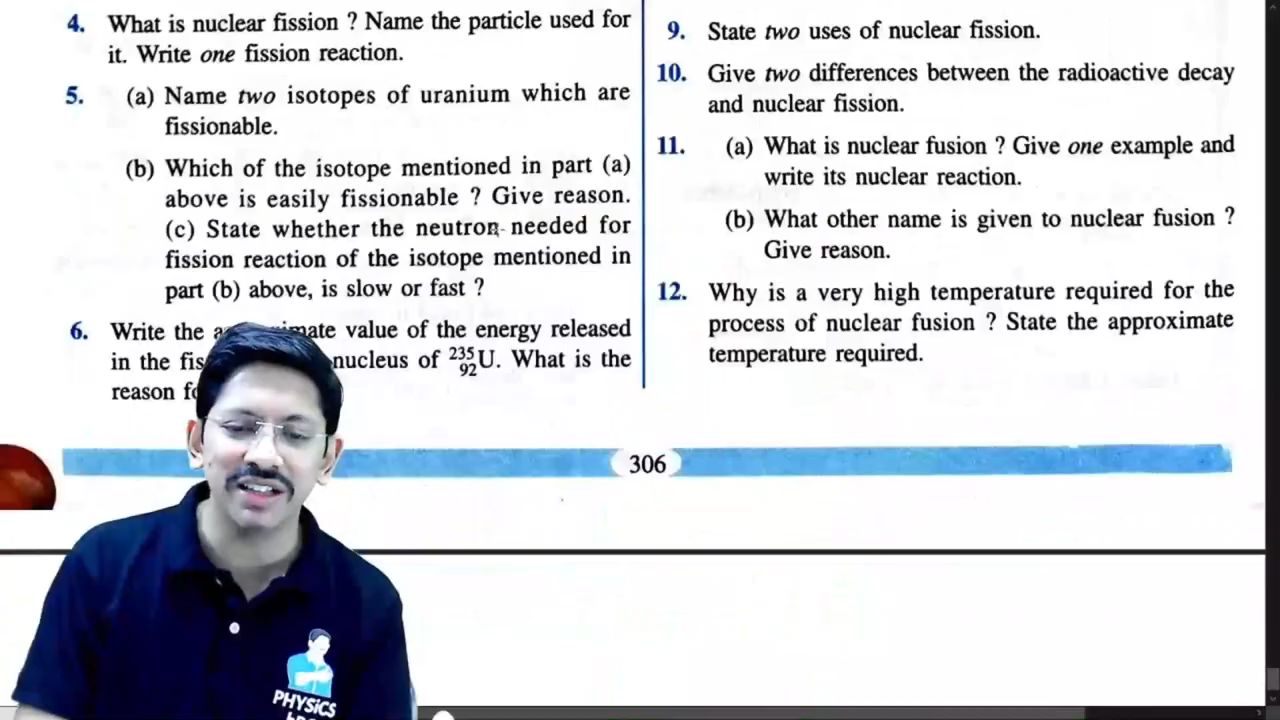 4. What is nuclear fission ? Name the particle used for
it. Write one fission reaction.
5. (a) Name two isotopes of uranium which are
fissionable.
(b) Which of the isotope mentioned in part (a)
above is easily fissionable ? Give reason.
(c) State whether the neutron needed for
fission reaction of the isotope mentioned in
part (b) above, is slow or fast ?
6. Write the value of the energy released
in the nucleus of ²³⁵₉₂U. What is the
reason
9. State two uses of nuclear fission.
10. Give two differences between the radioactive decay
and nuclear fission.
11. (a) What is nuclear fusion ? Give one example and
write its nuclear reaction.
(b) What other name is given to nuclear fusion ?
Give reason.
12. Why is a very high temperature required for the
process of nuclear fusion ? State the approximate
temperature required.
306
PHYSICS